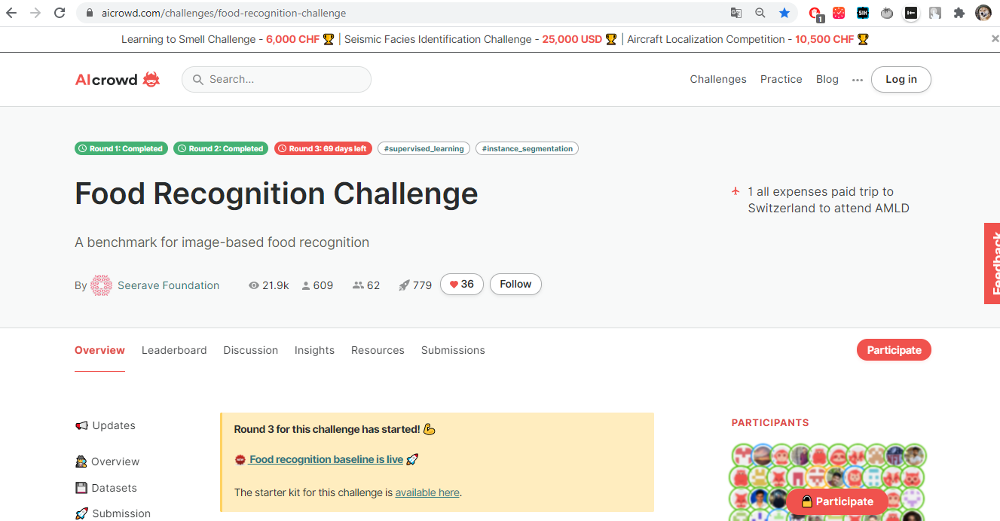 aicrowd.com/challenges/food-recognition-challenge
1
SIH
Learning to Smell Challenge - 6,000 CHF 🏆 | Seismic Facies Identification Challenge - 25,000 USD 🏆 | Aircraft Localization Competition - 10,500 CHF 🏆
AIcrowd
Search...
Challenges Practice Blog ••• Log in
Round 1: Completed Round 2: Completed Round 3: 69 days left #supervised_learning #instance_segmentation
Food Recognition Challenge
1 all expenses paid trip to
Switzerland to attend AMLD
A benchmark for image-based food recognition
Feedback
By Seerave Foundation 21.9k 609 62 779 36 Follow
Overview Leaderboard Discussion Insights Resources Submissions Participate
Updates
Overview
Datasets
Submission
Round 3 for this challenge has started! 💪
Food recognition baseline is live 🚀
The starter kit for this challenge is available here.
PARTICIPANTS
Participate